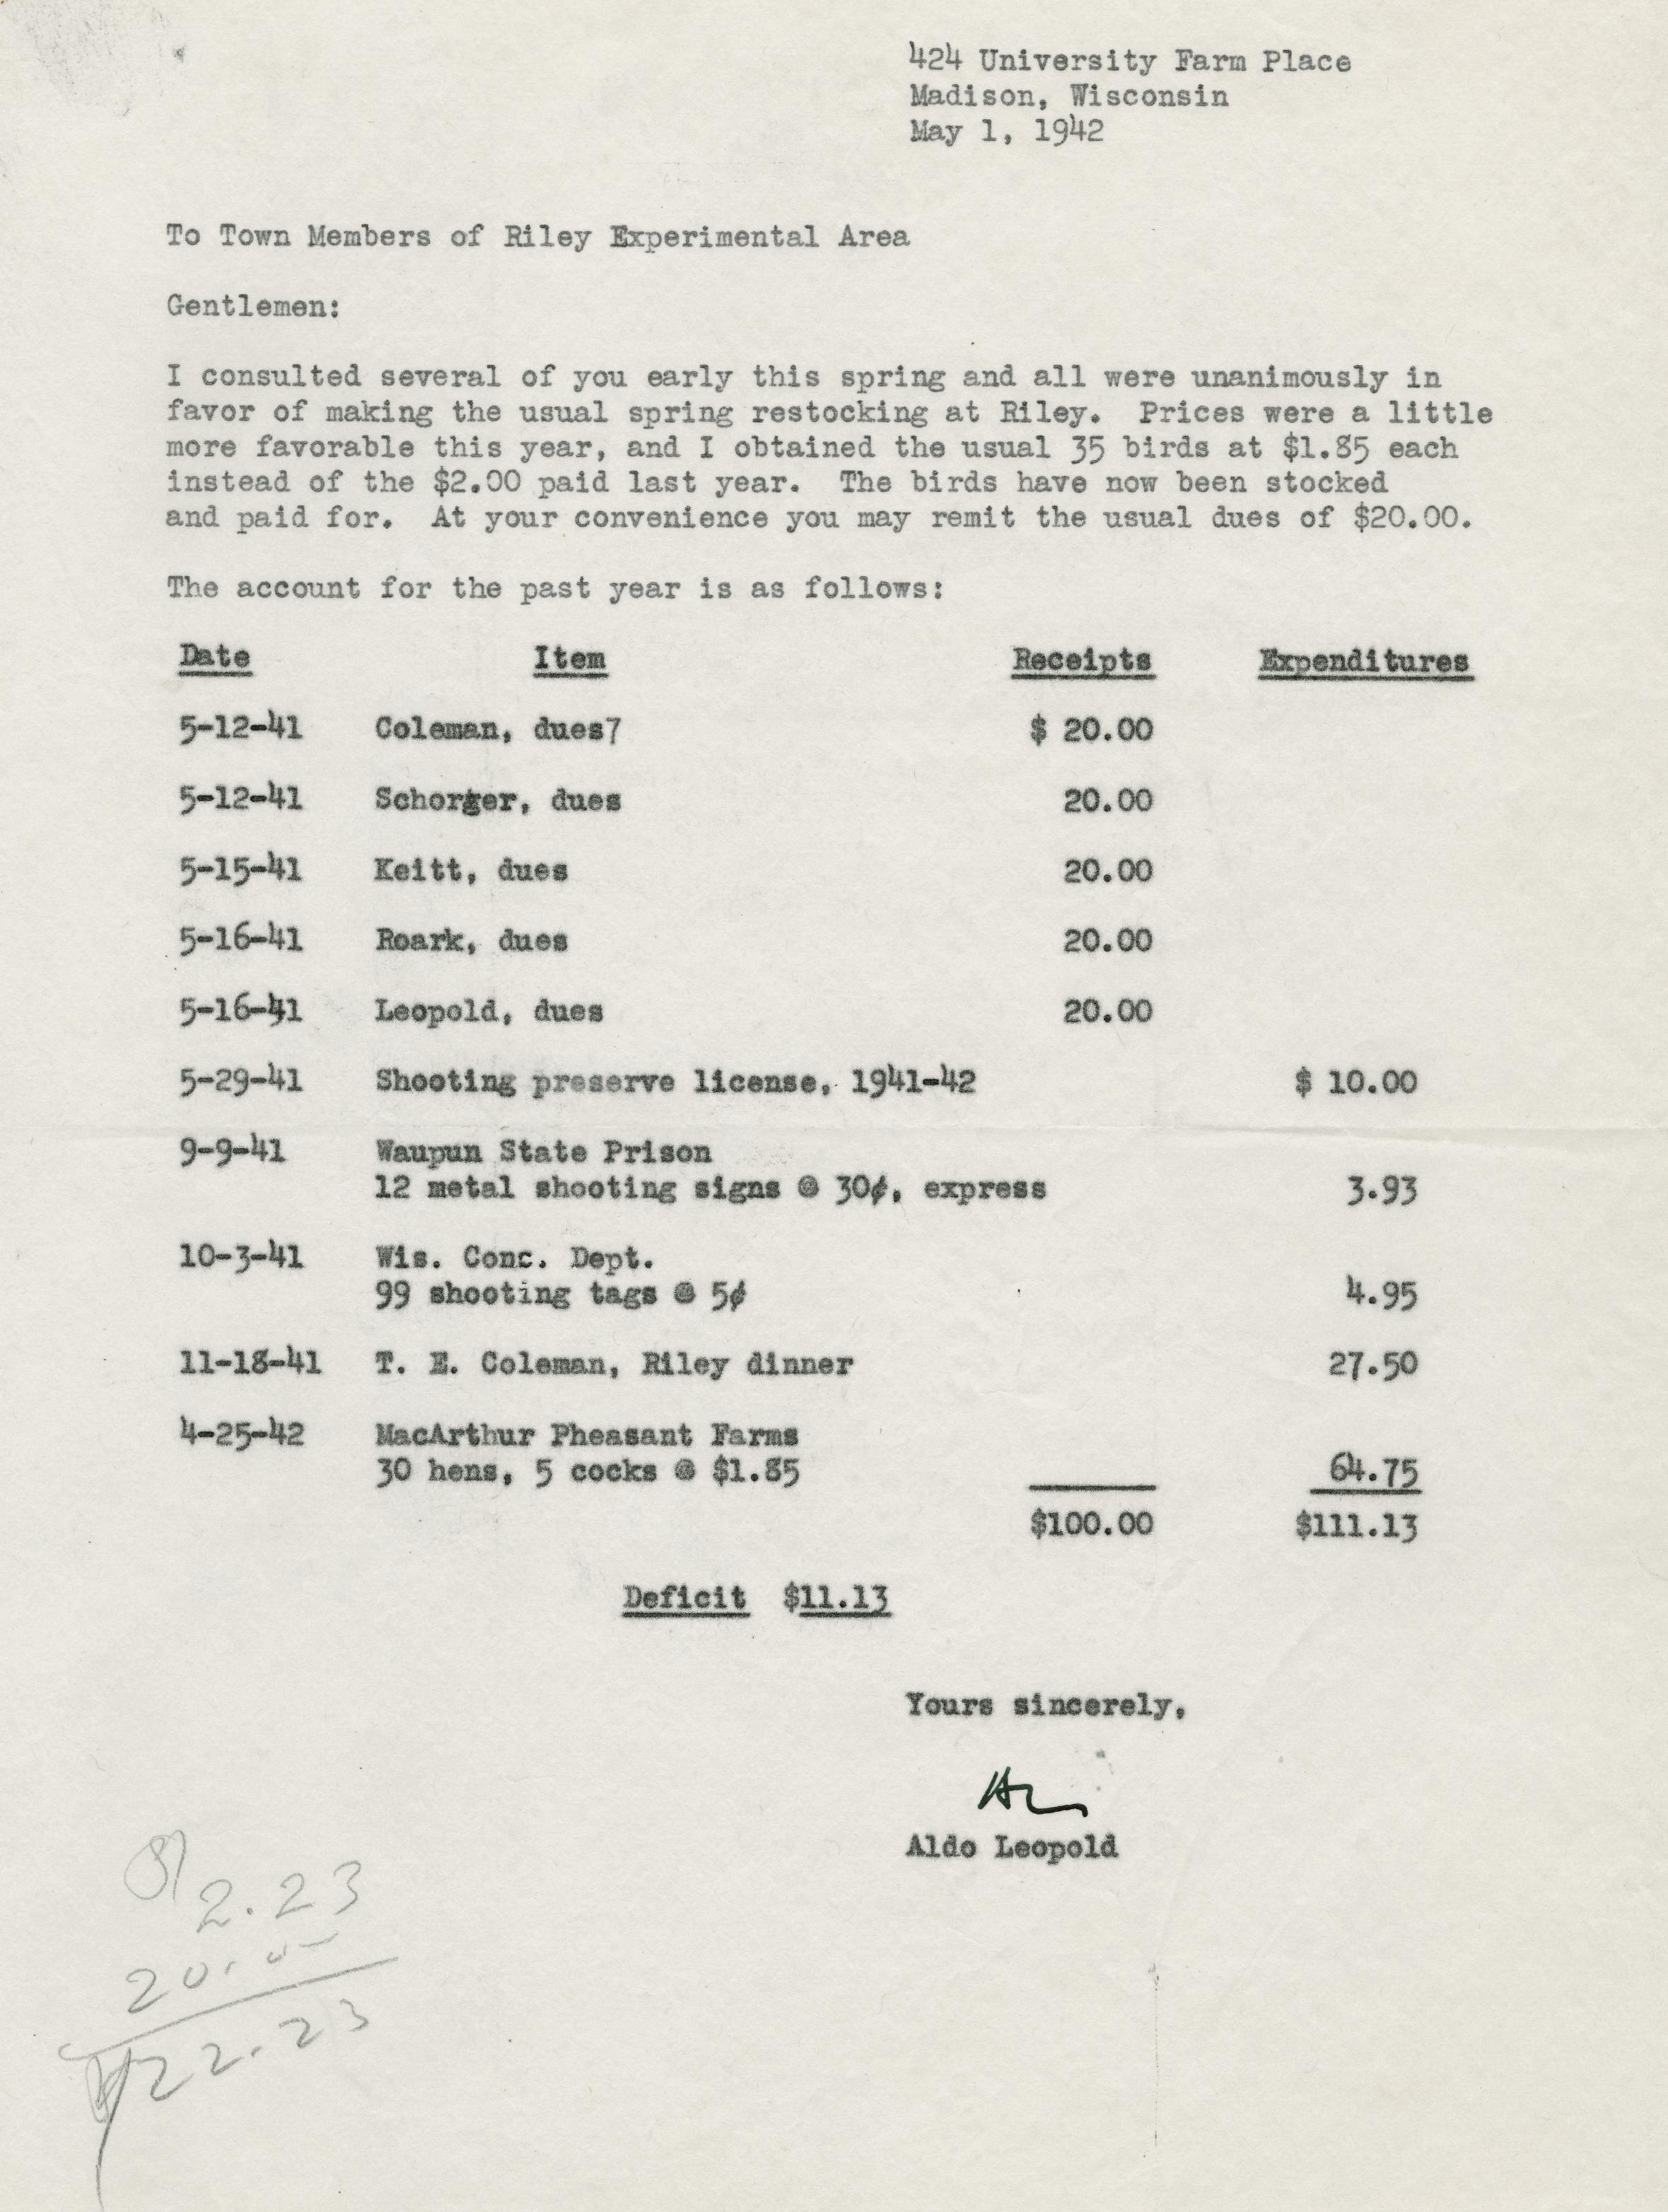 424 University Farm Place
Madison, Wisconsin
May 1, 1942
To Town Members of Riley Experimental Area
Gentlemen:
I consulted several of you early this spring and all were unanimously in
favor of making the usual spring restocking at Riley. Prices were a little
more favorable this year, and I obtained the usual 35 birds at $1.85 each
instead of the $2.00 paid last year. The birds have now been stocked
and paid for. At your convenience you may remit the usual dues of $20.00.
The account for the past year is as follows:
Date Item Receipts Expenditures
5-12-41 Coleman, dues7 $ 20.00
5-12-41 Schorger, dues 20.00
5-15-41 Keitt, dues 20.00
5-16-41 Roark, dues 20.00
5-16-41 Leopold, dues 20.00
5-29-41 Shooting preserve license, 1941-42 $ 10.00
9-9-41 Waupun State Prison
12 metal shooting signs @ 30¢, express 3.93
10-3-41 Wis. Conc. Dept.
99 shooting tags @ 5¢ 4.95
11-18-41 T. E. Coleman, Riley dinner 27.50
4-25-42 MacArthur Pheasant Farms
30 hens, 5 cocks @ $1.85 64.75
$100.00 $111.13
Deficit $11.13
Yours sincerely,
AL
Aldo Leopold
2.23
20.00
22.23